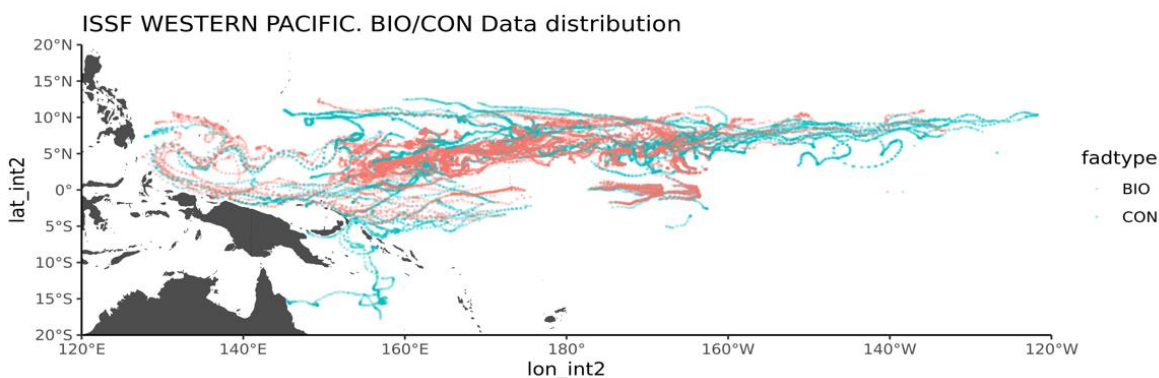 ISSF WESTERN PACIFIC. BIO/CON Data distribution
20°N
15°N
10°N
5°N
0°
5°S
10°S
15°S
20°S
lat_int2
120°E 140°E 160°E 180° 160°W 140°W 120°W
lon_int2
fadtype
BIO
CON